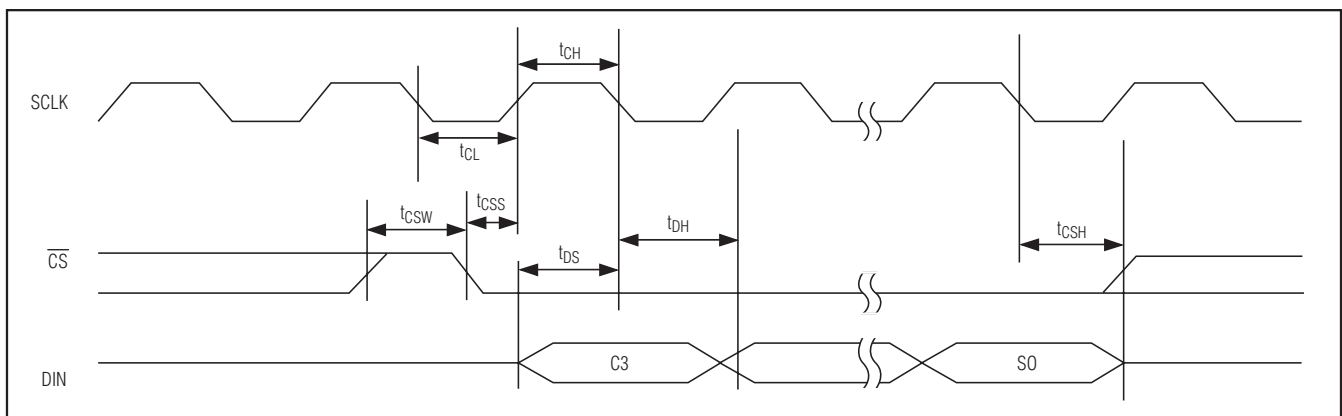 tCH
SCLK
tCL
tCSW
tCSS
tDH
tCSH
CS
tDS
C3
S0
DIN